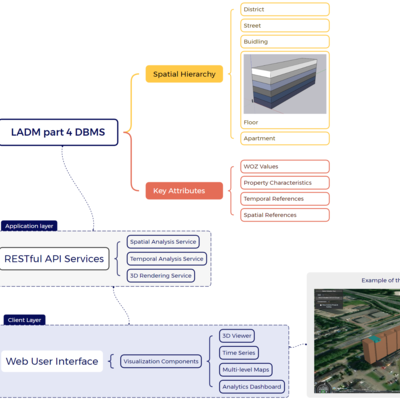 District
Street
Buidling
Spatial Hierarchy
Floor
Apartment
LADM part 4 DBMS
WOZ Values
Key Attributes
Property Characteristics
Temporal References
Spatial References
Application layer
RESTful API Services
Spatial Analysis Service
Temporal Analysis Service
3D Rendering Service
Client Layer
Web User Interface
Visualization Components
3D Viewer
Time Series
Multi-level Maps
Analytics Dashboard
Example of th